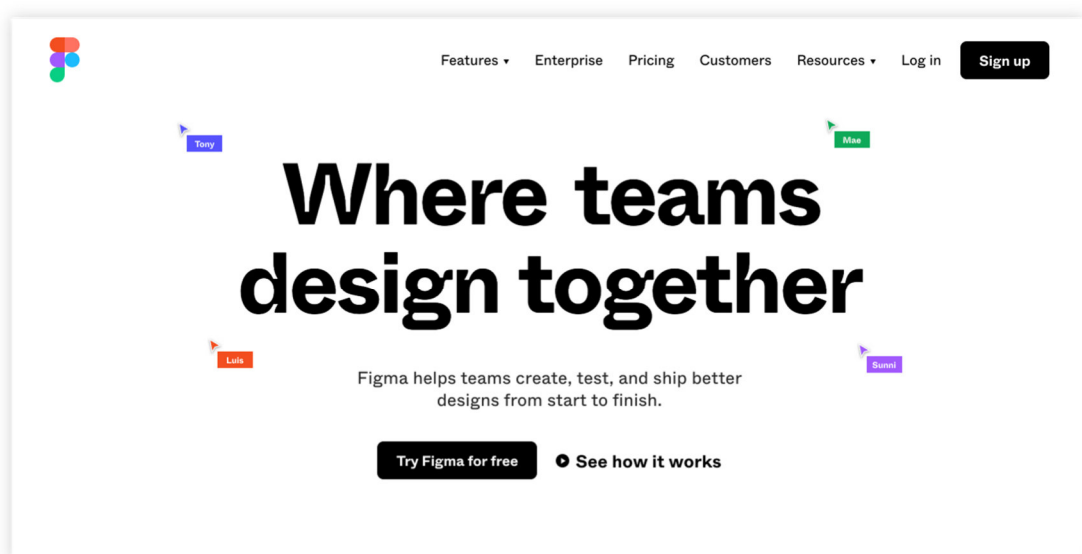 Features ▾ Enterprise Pricing Customers Resources ▾ Log in Sign up
Tony
Mae
Where teams
design together
Luis
Sunni
Figma helps teams create, test, and ship better
designs from start to finish.
Try Figma for free See how it works